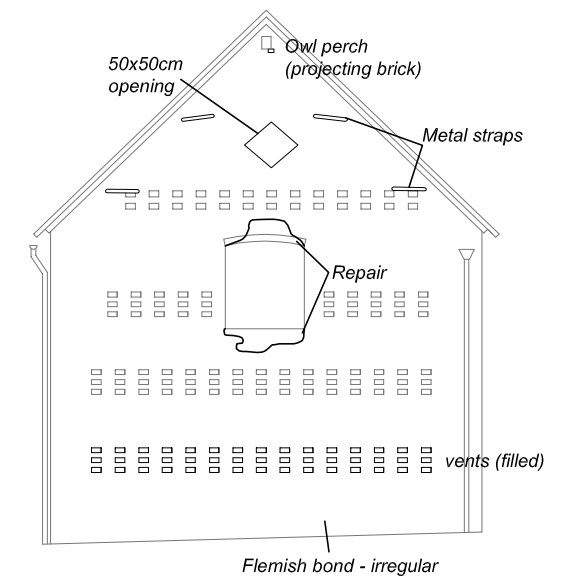 Owl perch
(projecting brick)
50x50cm
opening
Metal straps
Repair
vents (filled)
Flemish bond - irregular